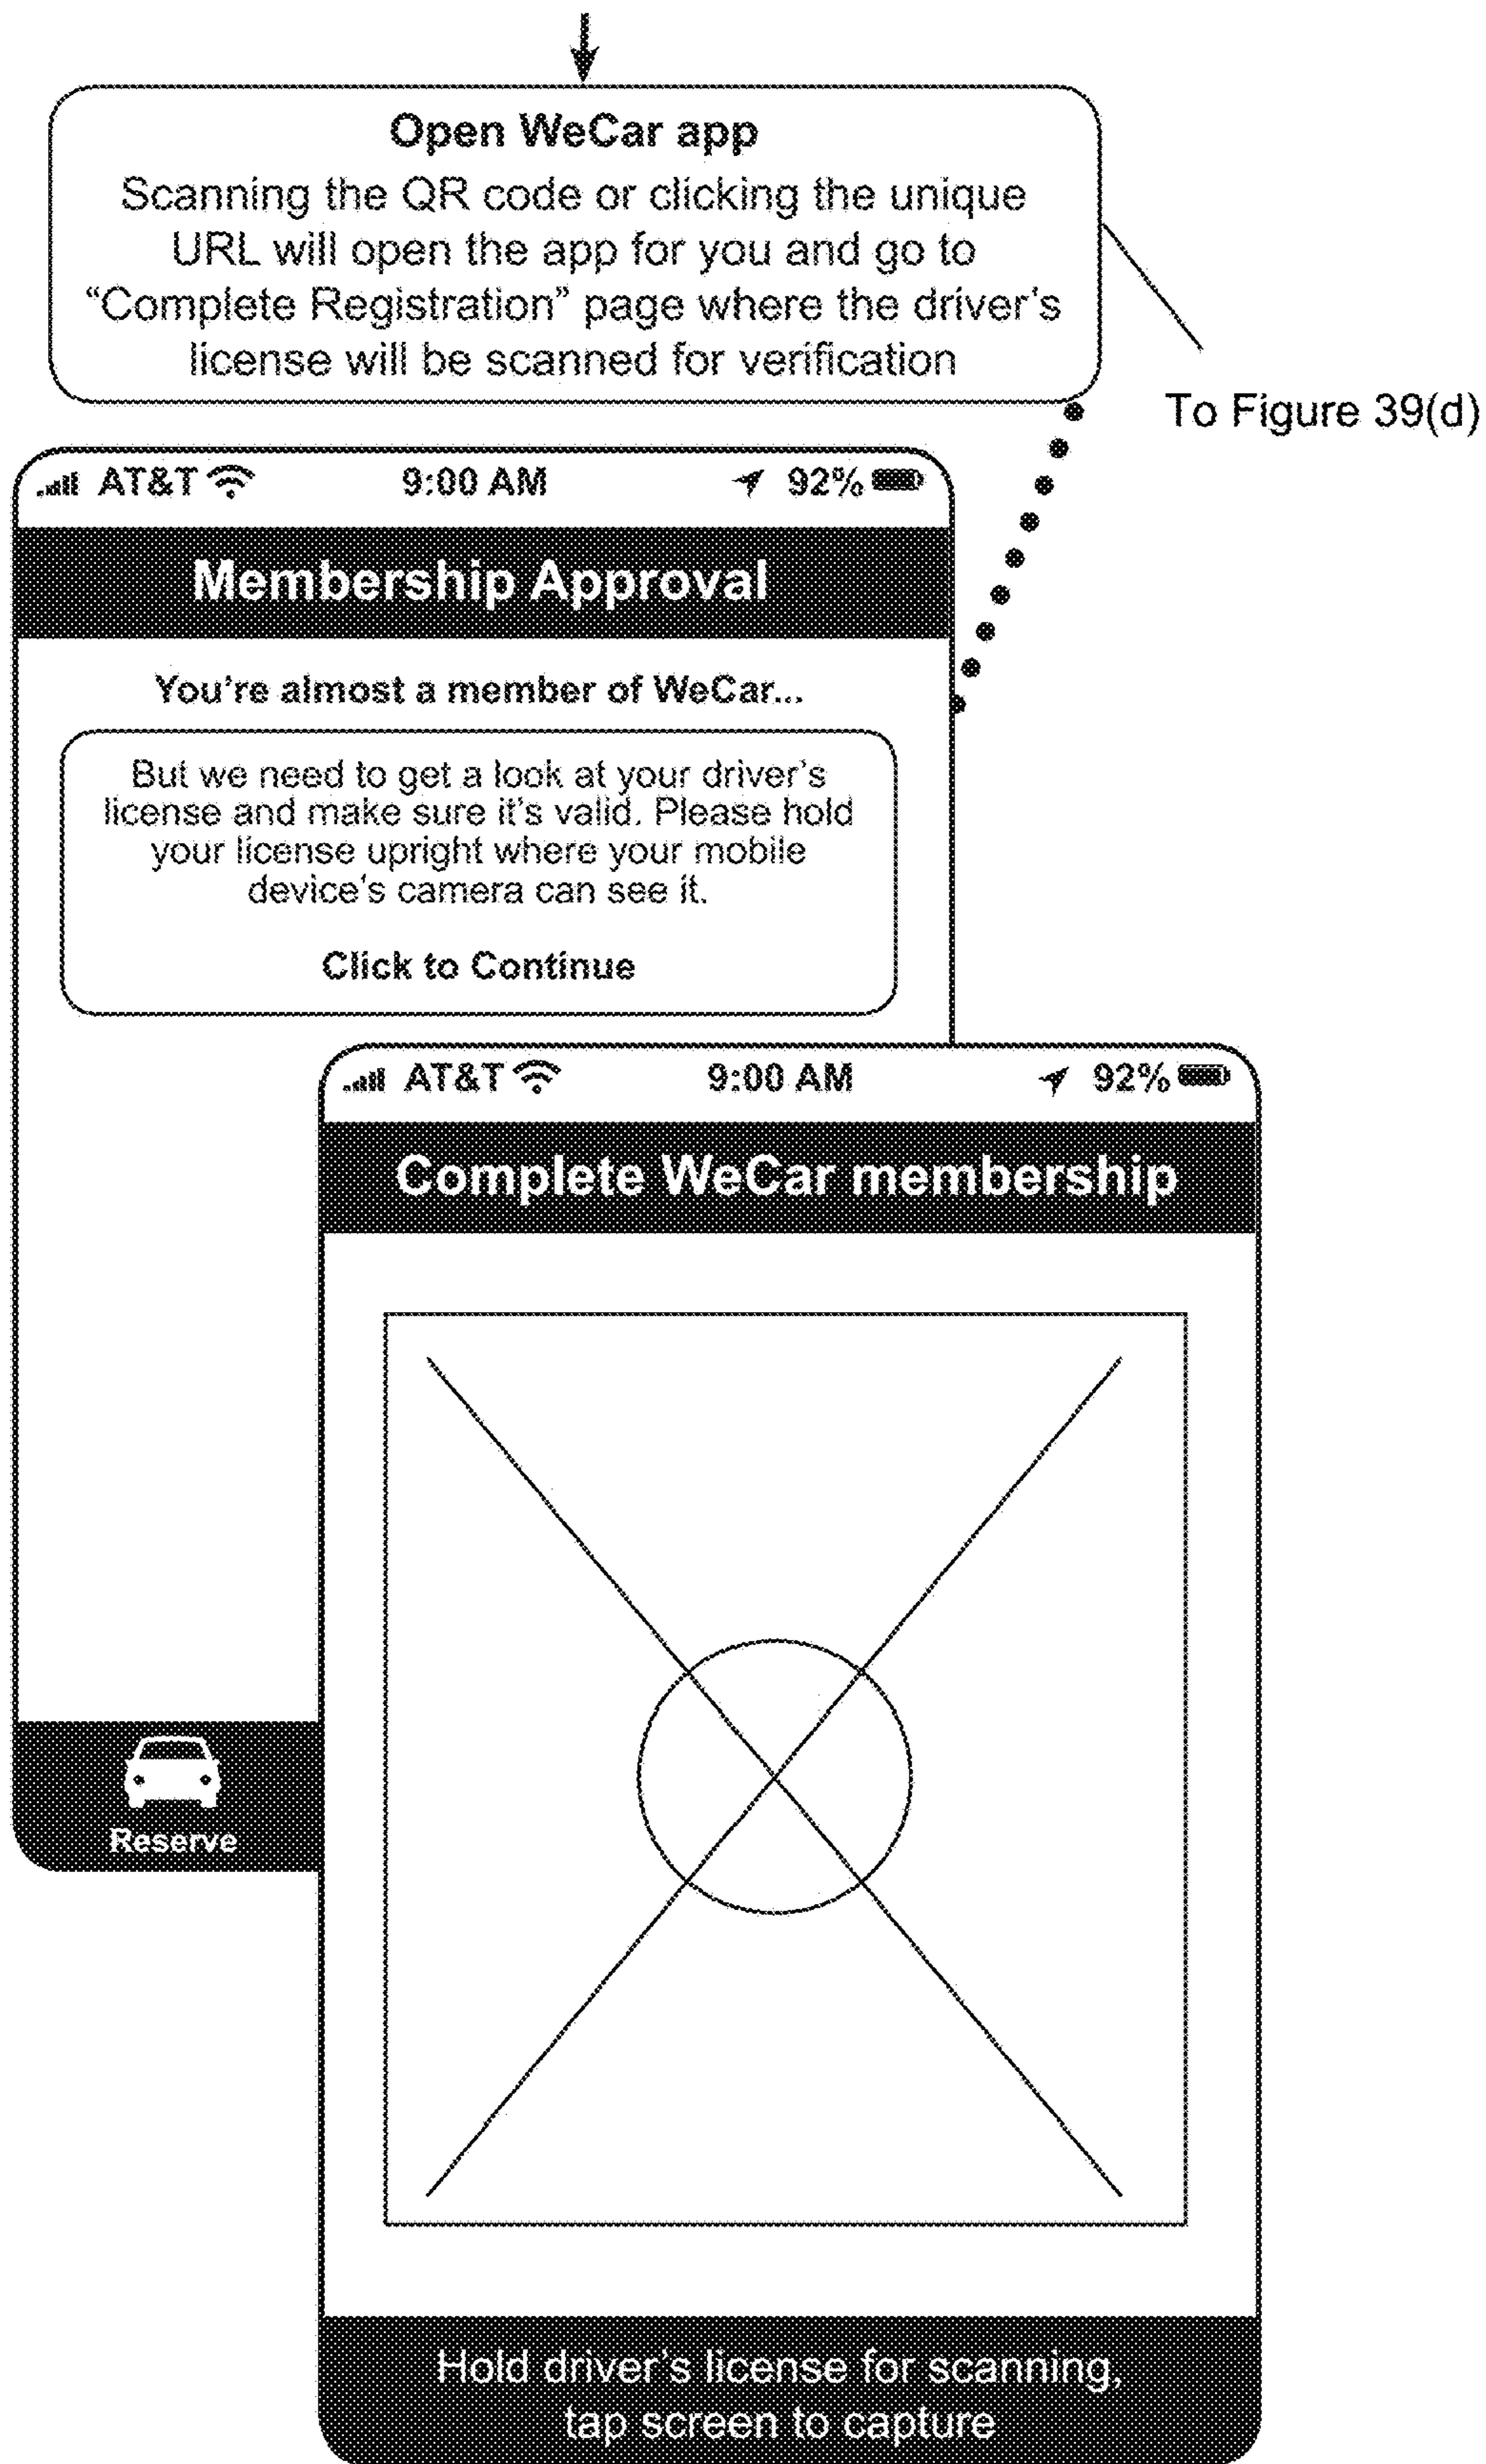 Open WeCar app
Scanning the QR code or clicking the unique
URL will open the app for you and go to
“Complete Registration” page where the driver’s
license will be scanned for verification
To Figure 39(d)
AT&T 9:00 AM 92%
Membership Approval
You’re almost a member of WeCar...
But we need to get a look at your driver’s
license and make sure it’s valid. Please hold
your license upright where your mobile
device’s camera can see it.
Click to Continue
AT&T 9:00 AM 92%
Complete WeCar membership
Reserve
Hold driver’s license for scanning,
tap screen to capture